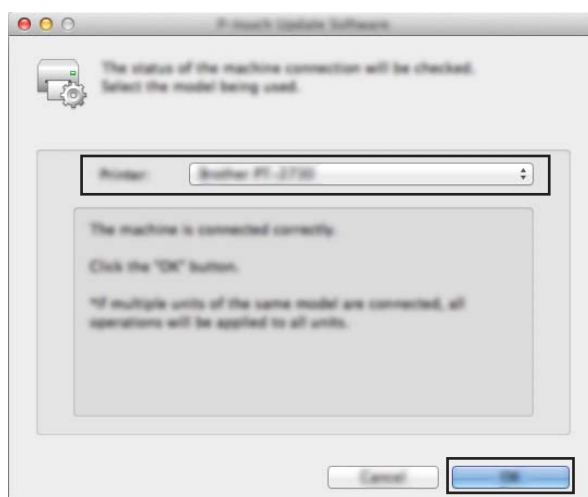 P-touch Update Software
The status of the machine connection will be checked.
Select the model being used.
Printer: Brother PT-2730
The machine is connected correctly.
Click the "OK" button.
*If multiple units of the same model are connected, all
operations will be applied to all units.
Cancel OK